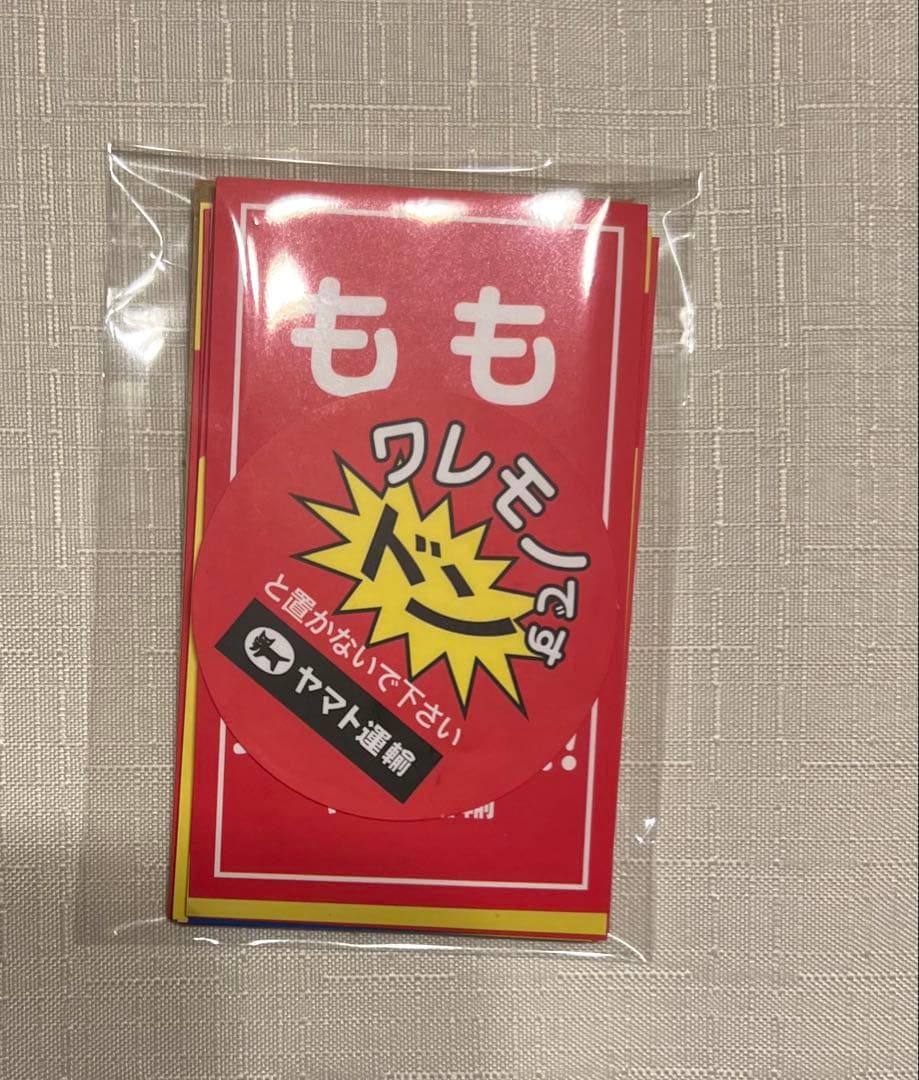 もも
ワレモノです
ドン
と置かないで下さい
ヤマト運輸
輸